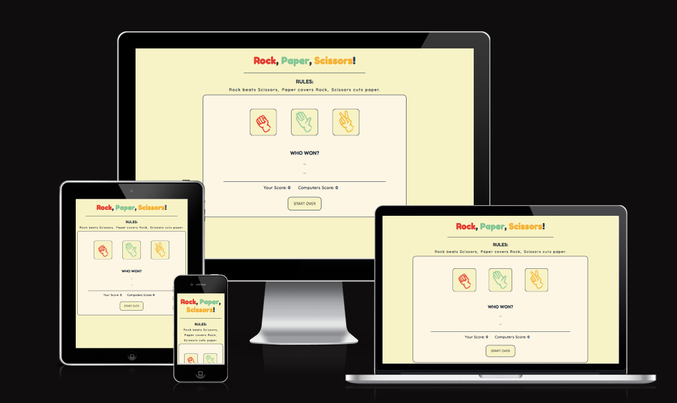 Rock, Paper, Scissors!
RULES:
Rock beats Scissors, Paper covers Rock, Scissors cuts paper.
WHO WON?
Your Score: 0 Computers Score: 0
START OVER
Rock, Paper, Scissors!
RULES:
Rock beats Scissors, Paper covers Rock, Scissors cuts paper.
WHO WON?
Your Score: 0 Computers Score: 0
START OVER
Rock, Paper,
Scissors!
RULES:
Rock beats Scissors,
Paper covers Rock,
Scissors cuts paper.
Rock, Paper, Scissors!
RULES:
Rock beats Scissors, Paper covers Rock, Scissors cuts paper.
WHO WON?
Your Score: 0 Computers Score: 0
START OVER